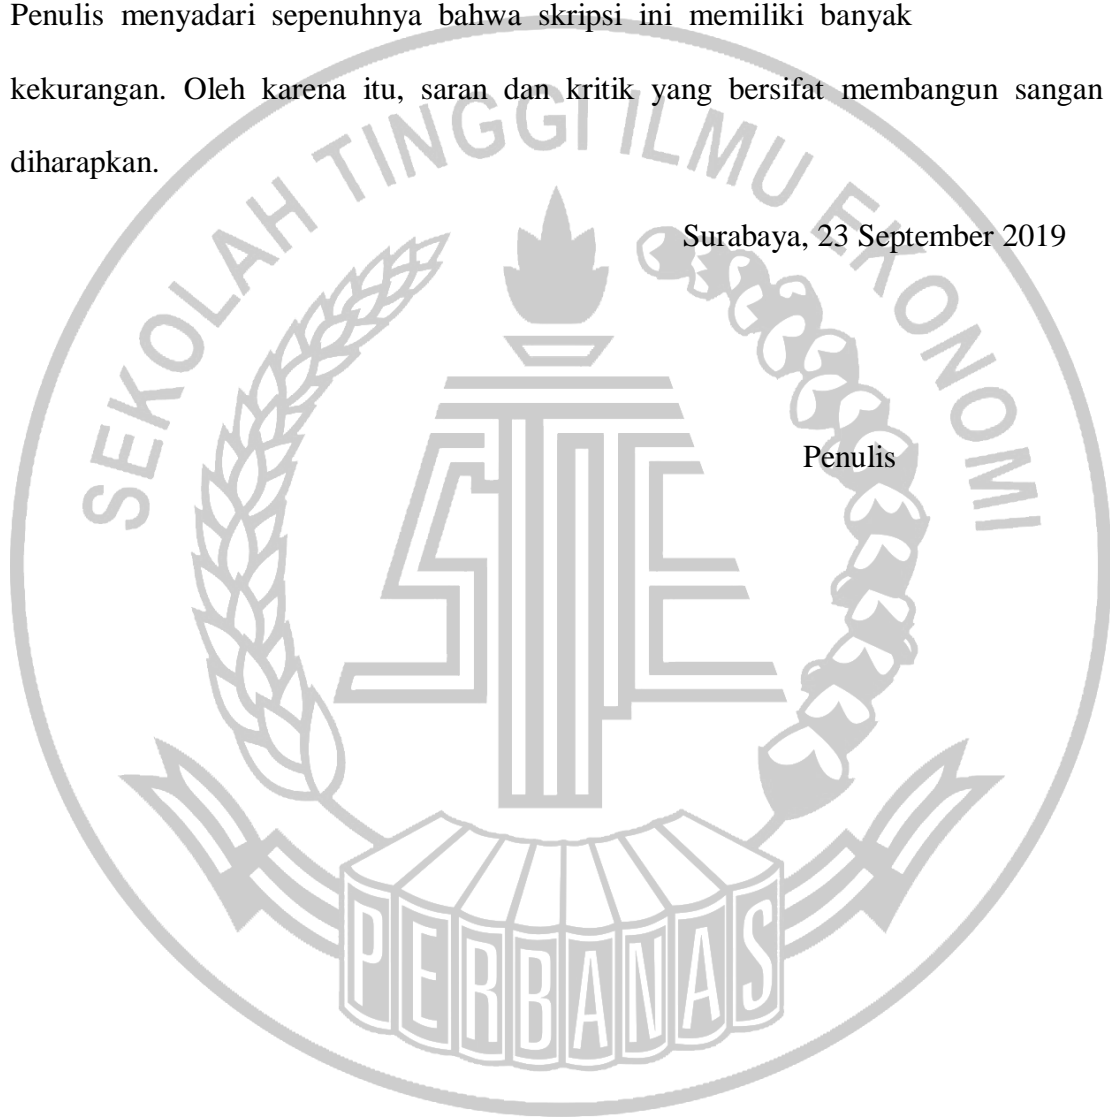 Penulis menyadari sepenuhnya bahwa skripsi ini memiliki banyak
kekurangan. Oleh karena itu, saran dan kritik yang bersifat membangun sangan
diharapkan.
SEKOLAH TINGGI ILMU EKONOMI
Surabaya, 23 September 2019
STIE
Penulis
PERBANAS